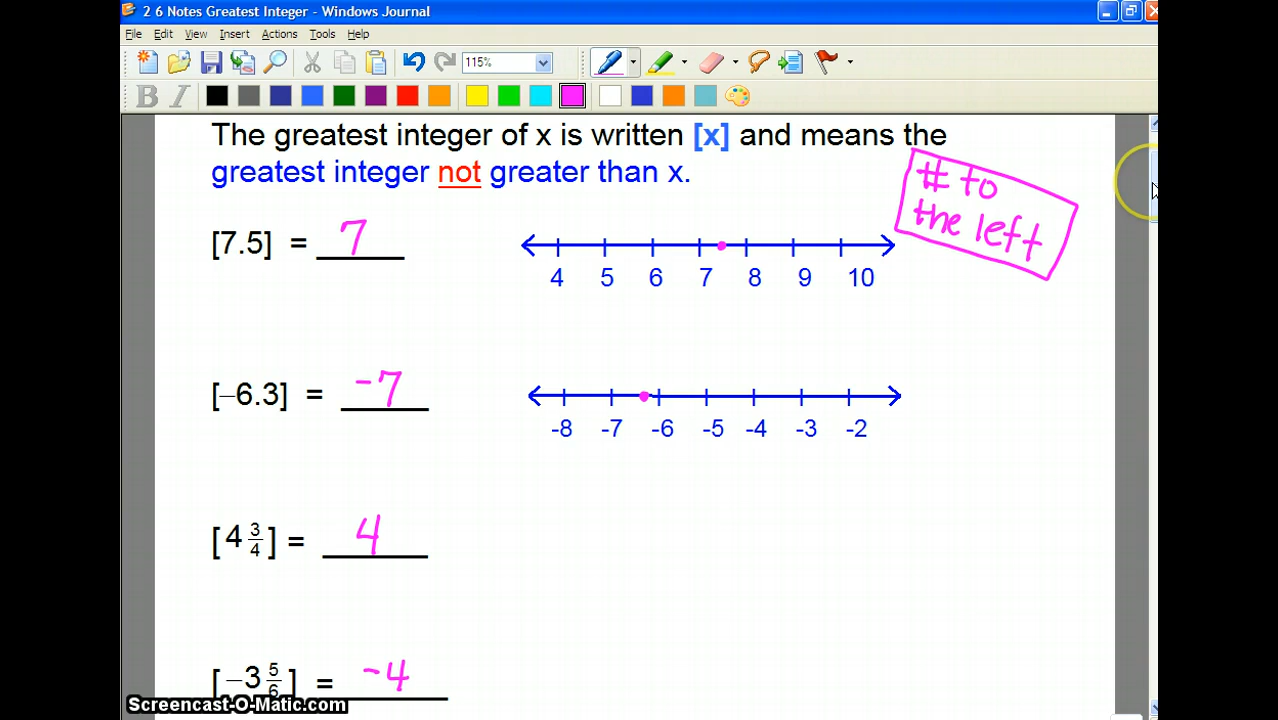 2 6 Notes Greatest Integer - Windows Journal
File Edit View Insert Actions Tools Help
115%
B I
The greatest integer of x is written [x] and means the
greatest integer not greater than x.
# to
the left
[7.5] = 7
4 5 6 7 8 9 10
[−6.3] = -7
-8 -7 -6 -5 -4 -3 -2
[4 3/4] = 4
[−3 5/6] = -4
Screencast-O-Matic.com